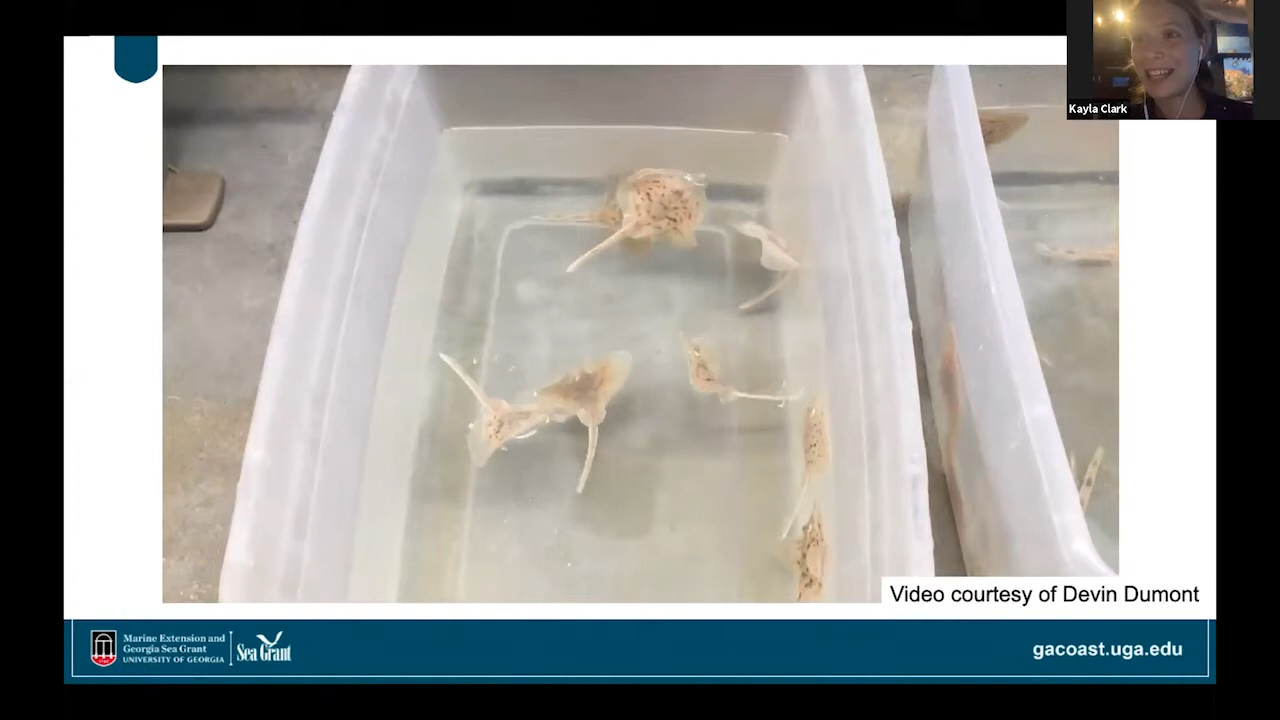 Kayla Clark
Video courtesy of Devin Dumont
Marine Extension and
Georgia Sea Grant
UNIVERSITY OF GEORGIA
Sea Grant
gacoast.uga.edu